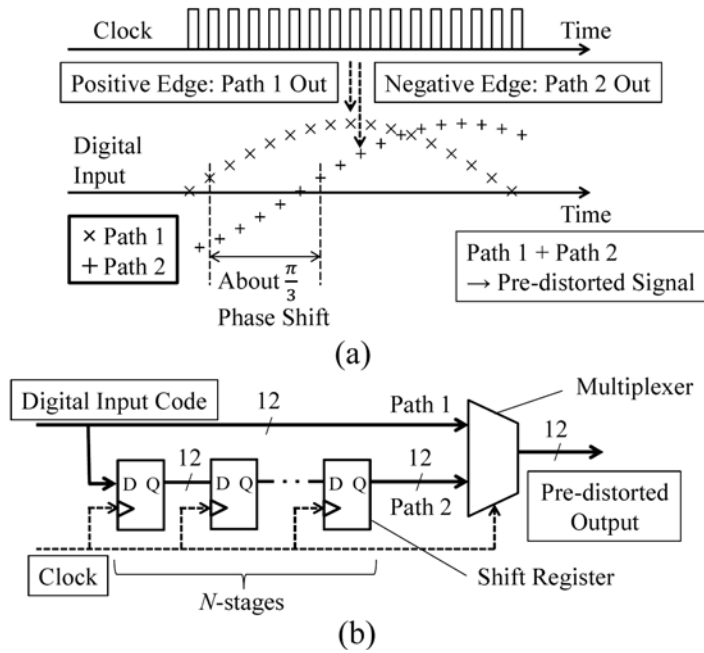 Clock
Time
Positive Edge: Path 1 Out
Negative Edge: Path 2 Out
Digital
Input
Time
× Path 1
+ Path 2
About π/3
Phase Shift
Path 1 + Path 2
→ Pre-distorted Signal
(a)
Digital Input Code
12
Path 1
Multiplexer
12
D Q
12
D Q
D Q
12
Path 2
Pre-distorted
Output
Clock
Shift Register
N-stages
(b)